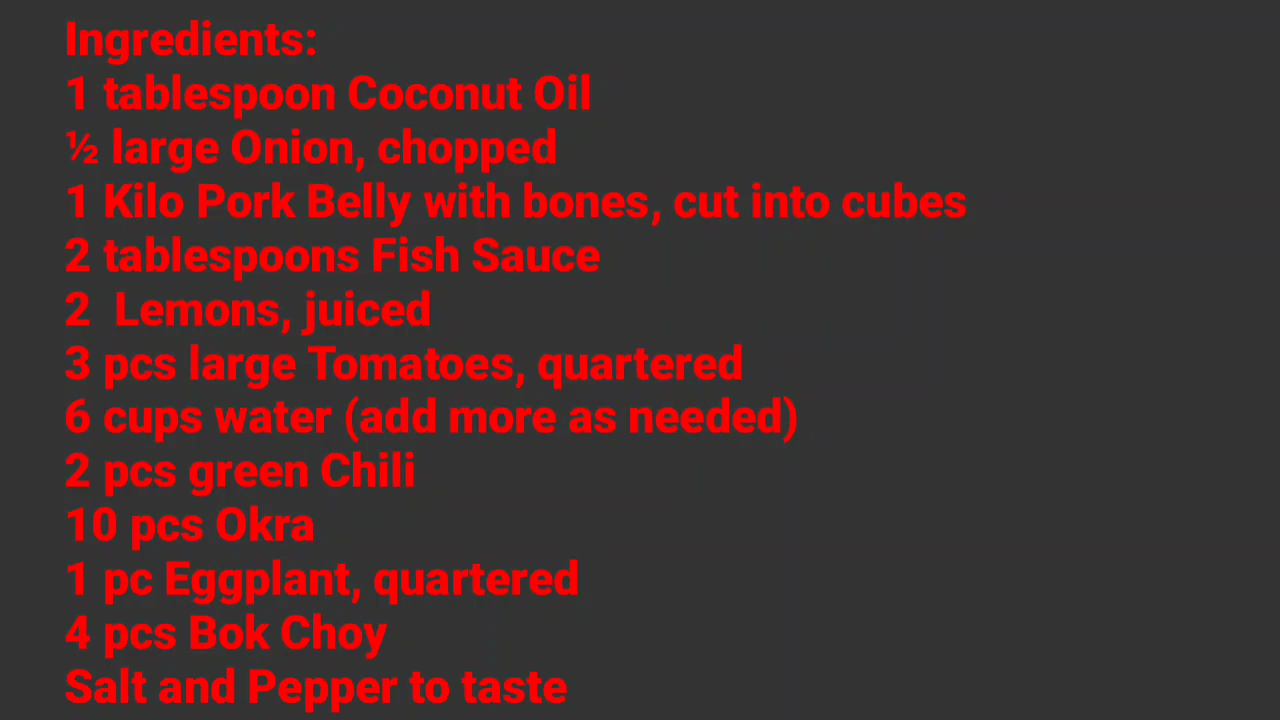 Ingredients:
1 tablespoon Coconut Oil
½ large Onion, chopped
1 Kilo Pork Belly with bones, cut into cubes
2 tablespoons Fish Sauce
2  Lemons, juiced
3 pcs large Tomatoes, quartered
6 cups water (add more as needed)
2 pcs green Chili
10 pcs Okra
1 pc Eggplant, quartered
4 pcs Bok Choy
Salt and Pepper to taste